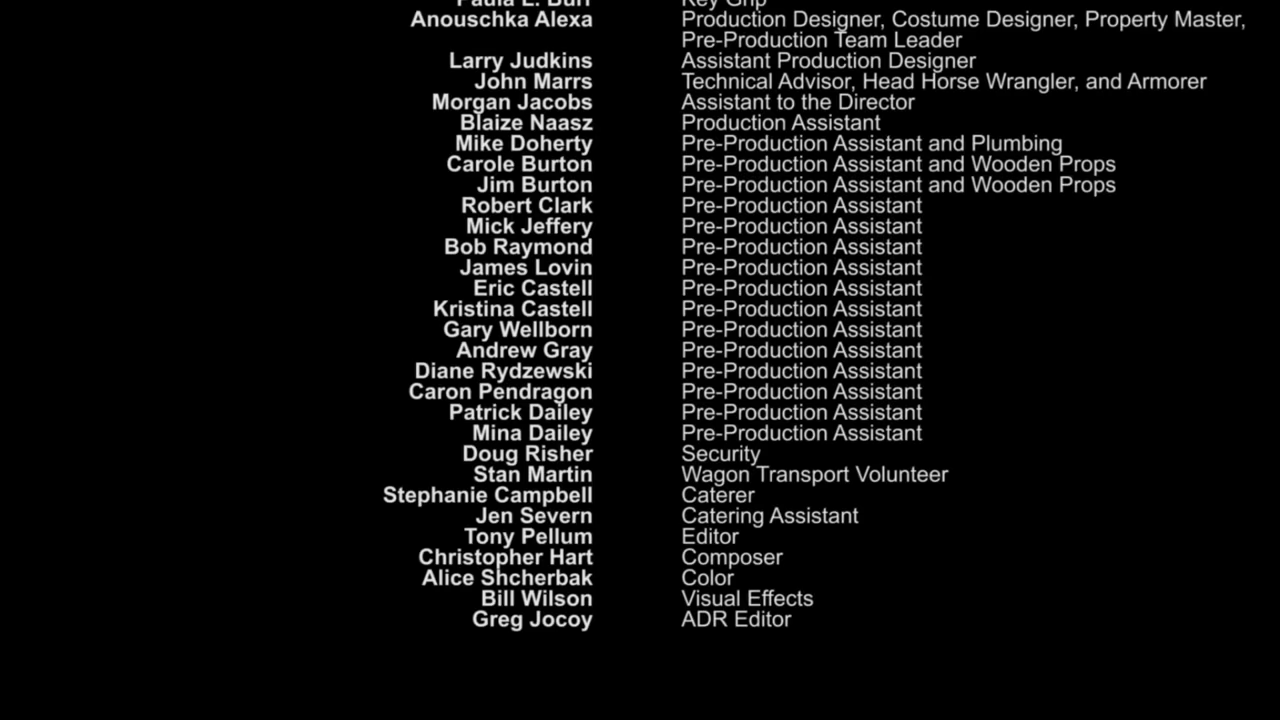 Paula L. Burr Key Grip
Anouschka Alexa Production Designer, Costume Designer, Property Master,
Pre-Production Team Leader
Larry Judkins Assistant Production Designer
John Marrs Technical Advisor, Head Horse Wrangler, and Armorer
Morgan Jacobs Assistant to the Director
Blaize Naasz Production Assistant
Mike Doherty Pre-Production Assistant and Plumbing
Carole Burton Pre-Production Assistant and Wooden Props
Jim Burton Pre-Production Assistant and Wooden Props
Robert Clark Pre-Production Assistant
Mick Jeffery Pre-Production Assistant
Bob Raymond Pre-Production Assistant
James Lovin Pre-Production Assistant
Eric Castell Pre-Production Assistant
Kristina Castell Pre-Production Assistant
Gary Wellborn Pre-Production Assistant
Andrew Gray Pre-Production Assistant
Diane Rydzewski Pre-Production Assistant
Caron Pendragon Pre-Production Assistant
Patrick Dailey Pre-Production Assistant
Mina Dailey Pre-Production Assistant
Doug Risher Security
Stan Martin Wagon Transport Volunteer
Stephanie Campbell Caterer
Jen Severn Catering Assistant
Tony Pellum Editor
Christopher Hart Composer
Alice Shcherbak Color
Bill Wilson Visual Effects
Greg Jocoy ADR Editor